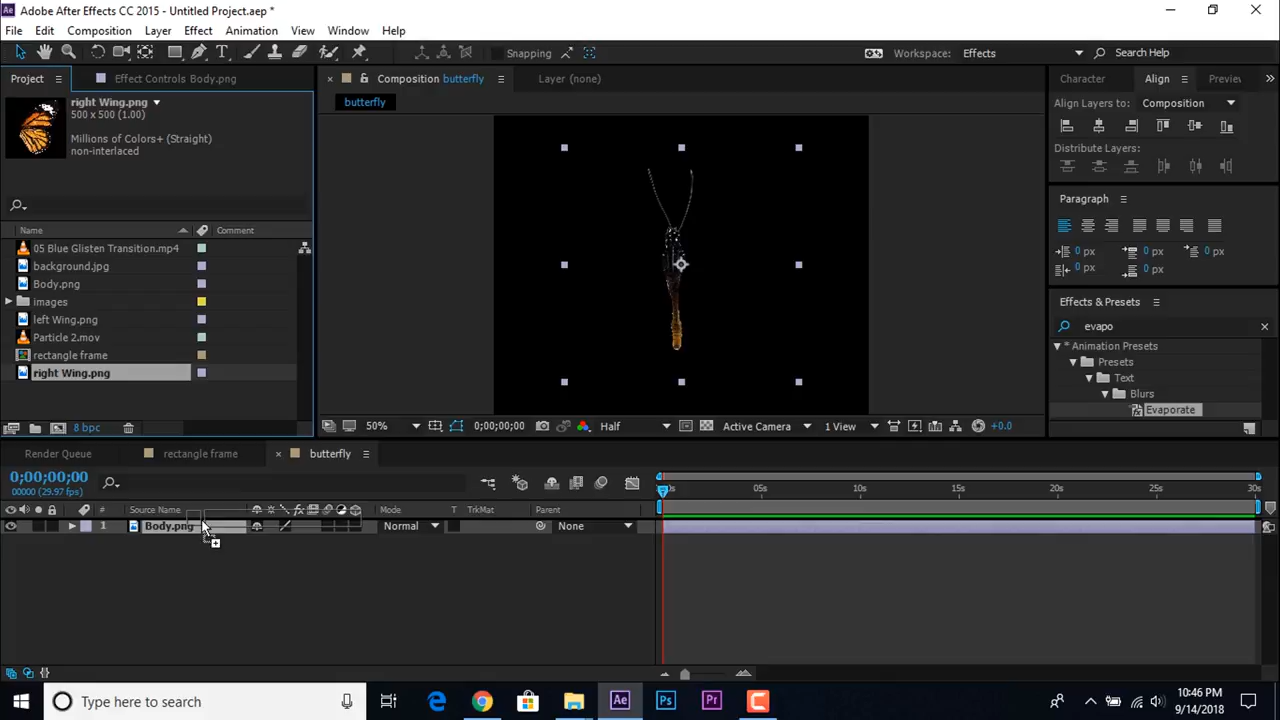 Adobe After Effects CC 2015 - Untitled Project.aep *
File Edit Composition Layer Effect Animation View Window Help
Snapping Workspace: Effects Search Help
Project Effect Controls Body.png Composition butterfly Layer (none) Character Align Preview
right Wing.png
500 x 500 (1.00)
Millions of Colors+ (Straight)
non-interlaced
butterfly
Align Layers to: Composition
Distribute Layers:
Paragraph
0 px 0 px 0 px
0 px 0 px
Name Comment
05 Blue Glisten Transition.mp4
background.jpg
Body.png
images
left Wing.png
Particle 2.mov
rectangle frame
right Wing.png
Effects & Presets
evapo
* Animation Presets
Presets
Text
Blurs
Evaporate
8 bpc
50% 0;00;00;00 Half Active Camera 1 View +0.0
Render Queue rectangle frame butterfly
0;00;00;00
00000 (29.97 fps)
05s 10s 15s 20s 25s 30s
# Source Name Mode T TrkMat Parent
1 Body.png Normal None
Type here to search
10:46 PM
9/14/2018